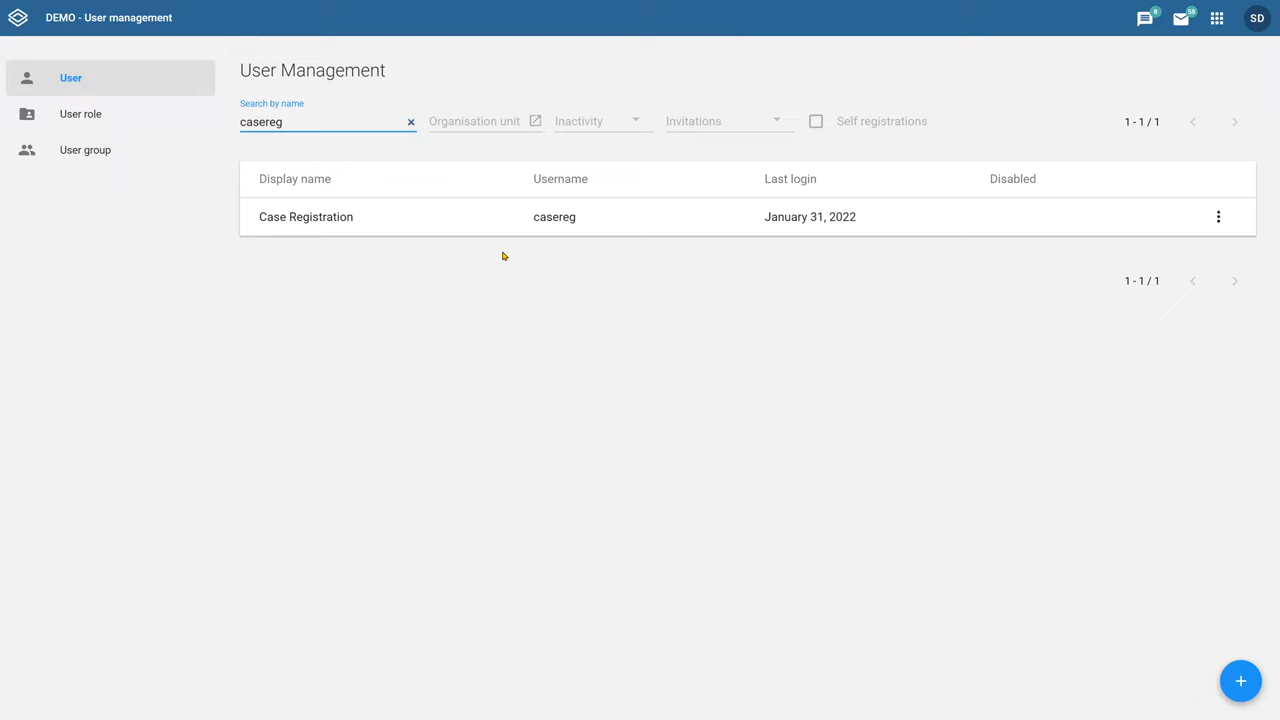 DEMO - User management
8
58
SD
User
User role
User group
User Management
Search by name
casereg
Organisation unit
Inactivity
Invitations
Self registrations
1 - 1 / 1
Display name Username Last login Disabled
Case Registration casereg January 31, 2022
1 - 1 / 1